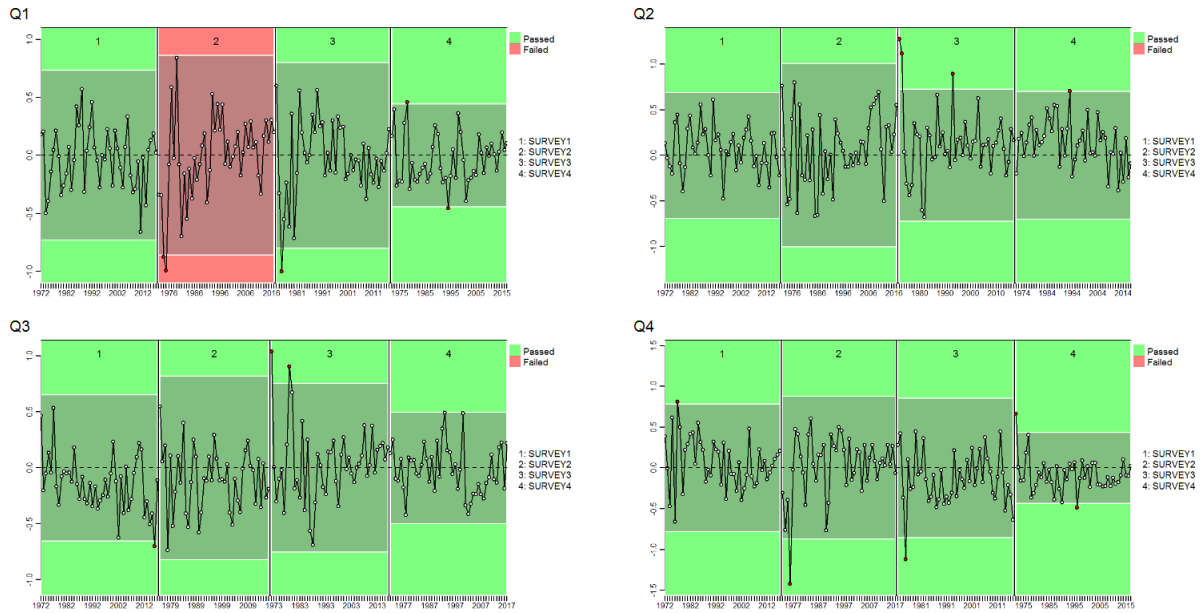 Q1
1 2 3 4
Passed
Failed
1.0
0.5
0.0
-0.5
-1.0
1: SURVEY1
2: SURVEY2
3: SURVEY3
4: SURVEY4
1972 1982 1992 2002 2012 1976 1986 1996 2006 2016 1981 1991 2001 2011 1975 1985 1995 2005 2015
Q2
1 2 3 4
Passed
Failed
1.0
0.5
0.0
-0.5
-1.0
1: SURVEY1
2: SURVEY2
3: SURVEY3
4: SURVEY4
1972 1982 1992 2002 2012 1976 1986 1996 2006 2016 1980 1990 2000 2010 1974 1984 1994 2004 2014
Q3
1 2 3 4
Passed
Failed
1.0
0.5
0.0
-0.5
-1.0
1: SURVEY1
2: SURVEY2
3: SURVEY3
4: SURVEY4
1972 1982 1992 2002 2012 1979 1989 1999 2009 1973 1983 1993 2003 2013 1977 1987 1997 2007 2017
Q4
1 2 3 4
Passed
Failed
1.5
1.0
0.5
0.0
-0.5
-1.0
-1.5
1: SURVEY1
2: SURVEY2
3: SURVEY3
4: SURVEY4
1972 1982 1992 2002 2012 1977 1987 1997 2007 2017 1981 1991 2001 2011 1975 1985 1995 2005 2015